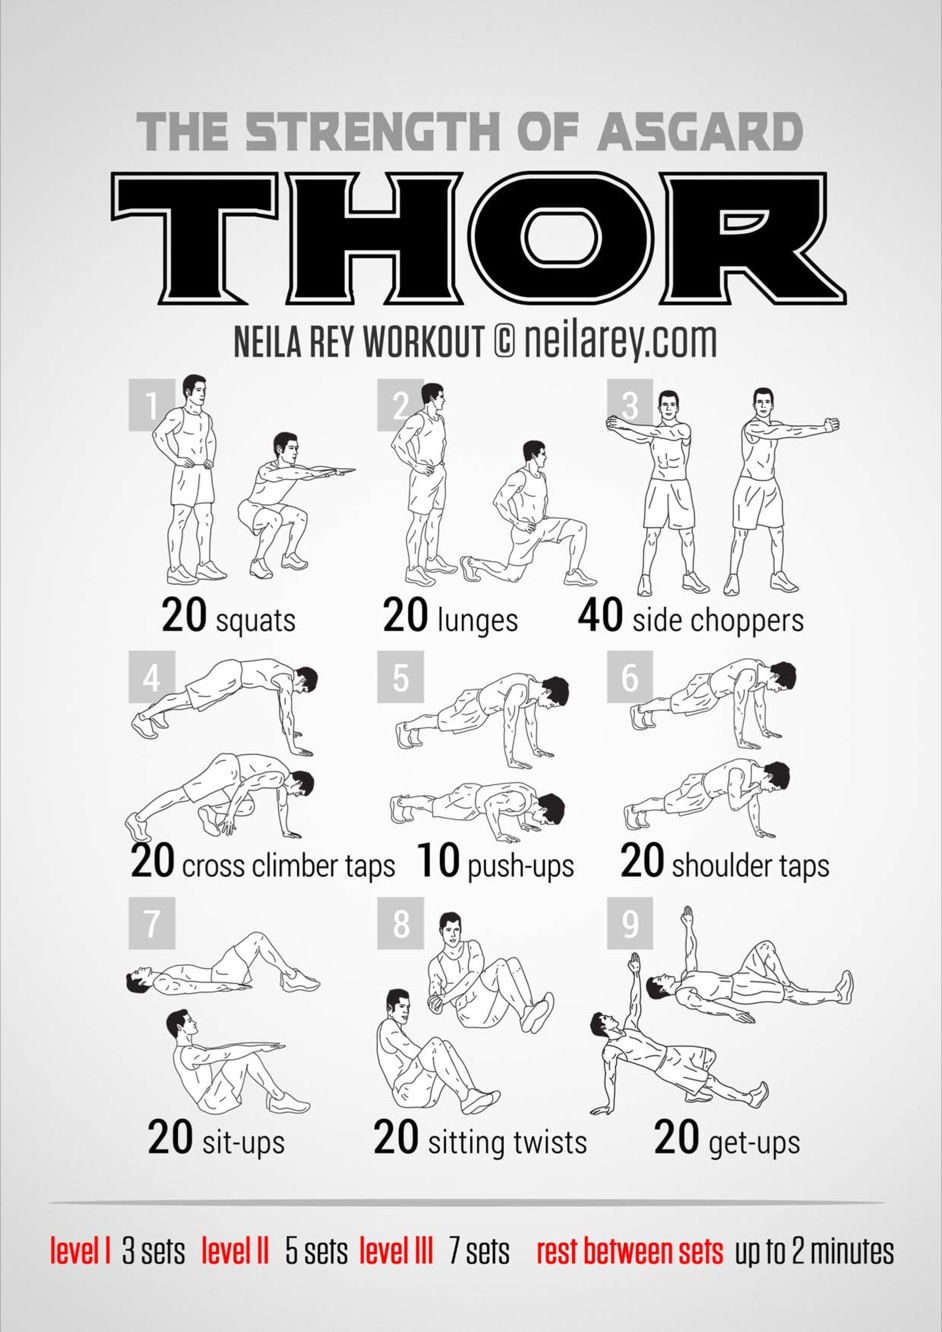 THE STRENGTH OF ASGARD
THOR
NEILA REY WORKOUT © neilarey.com
1
2
3
20 squats
20 lunges
40 side choppers
4
5
6
20 cross climber taps
10 push-ups
20 shoulder taps
7
8
9
20 sit-ups
20 sitting twists
20 get-ups
level I 3 sets level II 5 sets level III 7 sets rest between sets up to 2 minutes